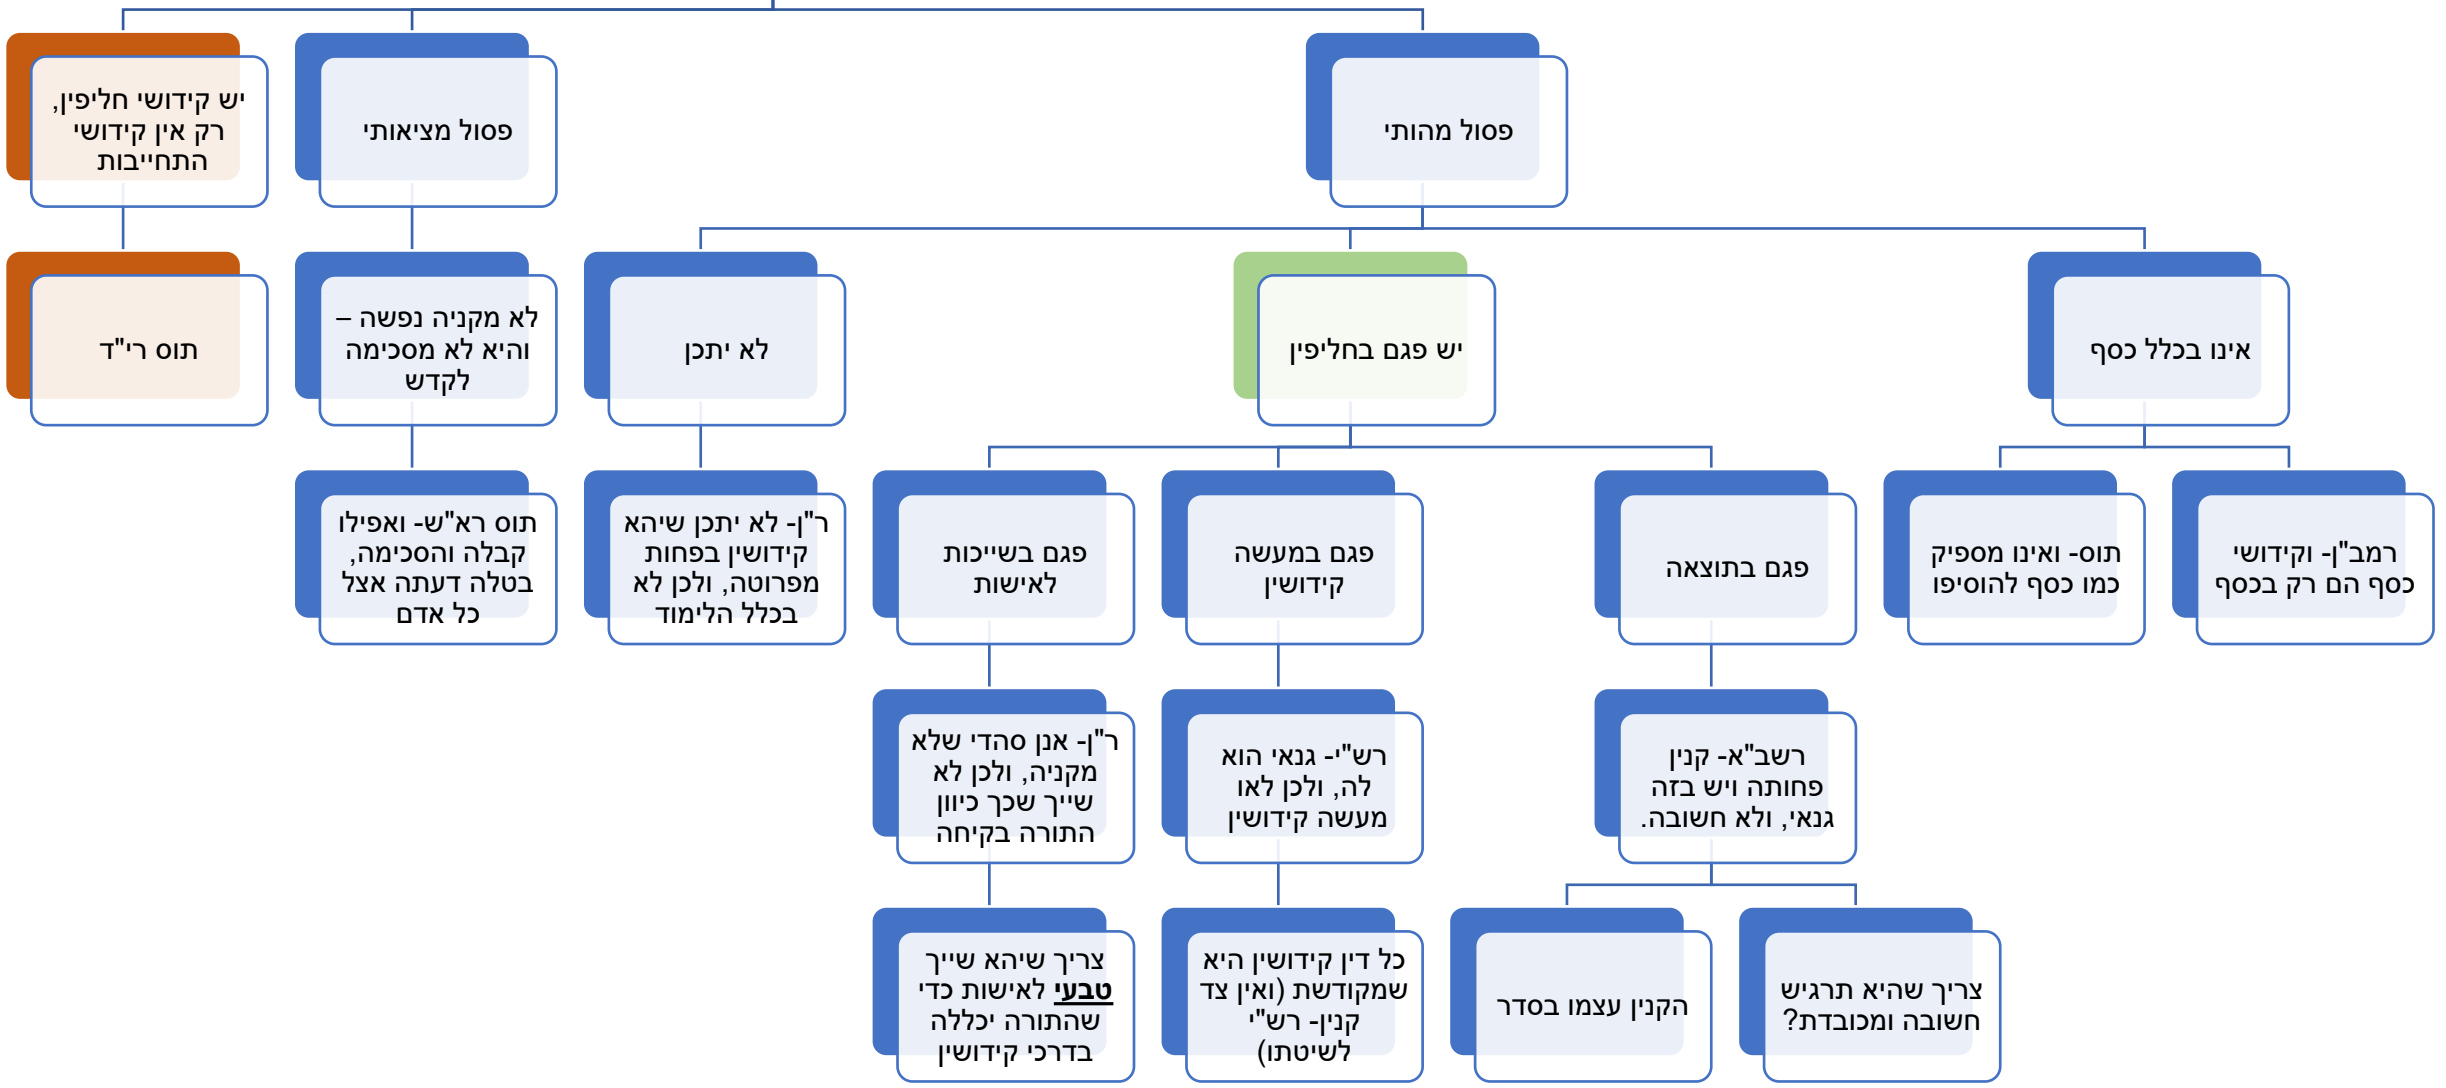 פסול מהותי
פסול מציאותי
יש קידושי חליפין,
רק אין קידושי
התחייבות
אינו בכלל כסף
יש פגם בחליפין
לא יתכן
לא מקניה נפשה –
והיא לא מסכימה
לקדש
תוס רי"ד
רמב"ן- וקידושי
כסף הם רק בכסף
תוס- ואינו מספיק
כמו כסף להוסיפו
פגם בתוצאה
פגם במעשה
קידושין
פגם בשייכות
לאישות
ר"ן- לא יתכן שיהא
קידושין בפחות
מפרוטה, ולכן לא
בכלל הלימוד
תוס רא"ש- ואפילו
קבלה והסכימה,
בטלה דעתה אצל
כל אדם
רשב"א- קנין
פחותה ויש בזה
גנאי, ולא חשובה.
רש"י- גנאי הוא
לה, ולכן לאו
מעשה קידושין
ר"ן- אנן סהדי שלא
מקניה, ולכן לא
שייך שכך כיוון
התורה בקיחה
צריך שהיא תרגיש
חשובה ומכובדת?
הקנין עצמו בסדר
כל דין קידושין היא
שמקודשת (ואין צד
קנין- רש"י
לשיטתו)
צריך שיהא שייך
טבעי לאישות כדי
שהתורה יכללה
בדרכי קידושין